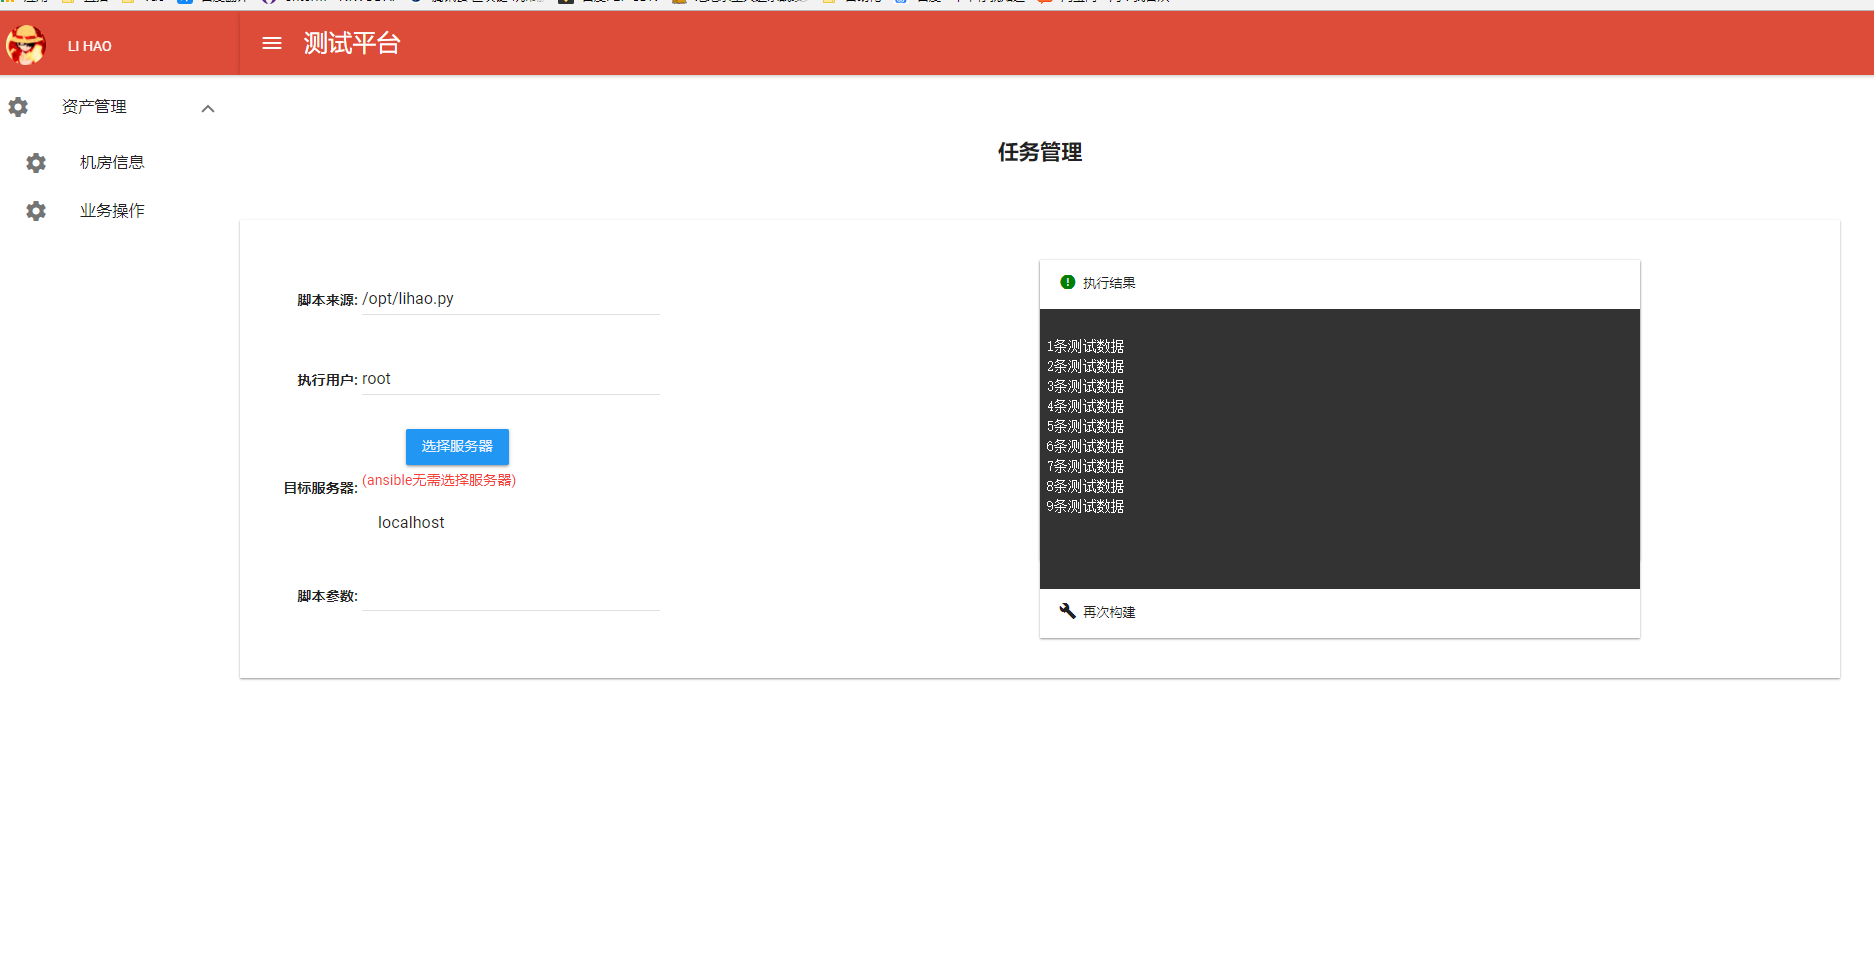 LI HAO
测试平台
资产管理
机房信息
业务操作
任务管理
脚本来源: /opt/lihao.py
执行用户: root
选择服务器
目标服务器: (ansible无需选择服务器)
localhost
脚本参数:
执行结果
1条测试数据
2条测试数据
3条测试数据
4条测试数据
5条测试数据
6条测试数据
7条测试数据
8条测试数据
9条测试数据
再次构建